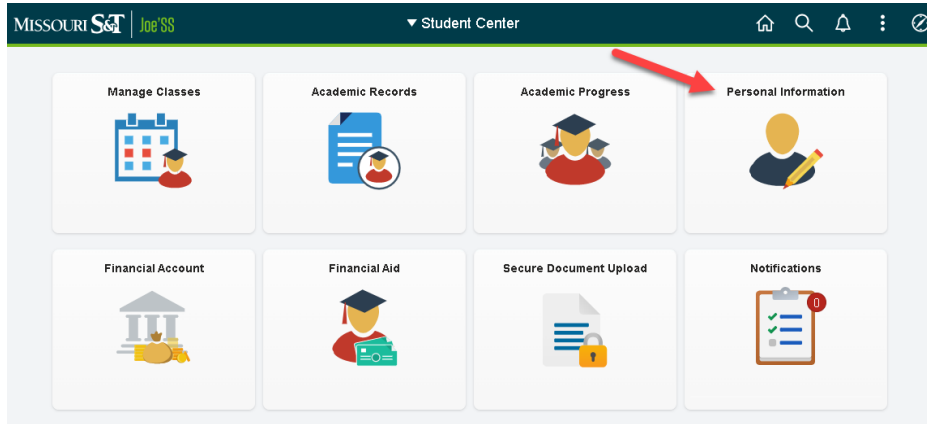 MISSOURI S&T Joe'SS ▼ Student Center
Manage Classes
Academic Records
Academic Progress
Personal Information
Financial Account
Financial Aid
Secure Document Upload
Notifications
0